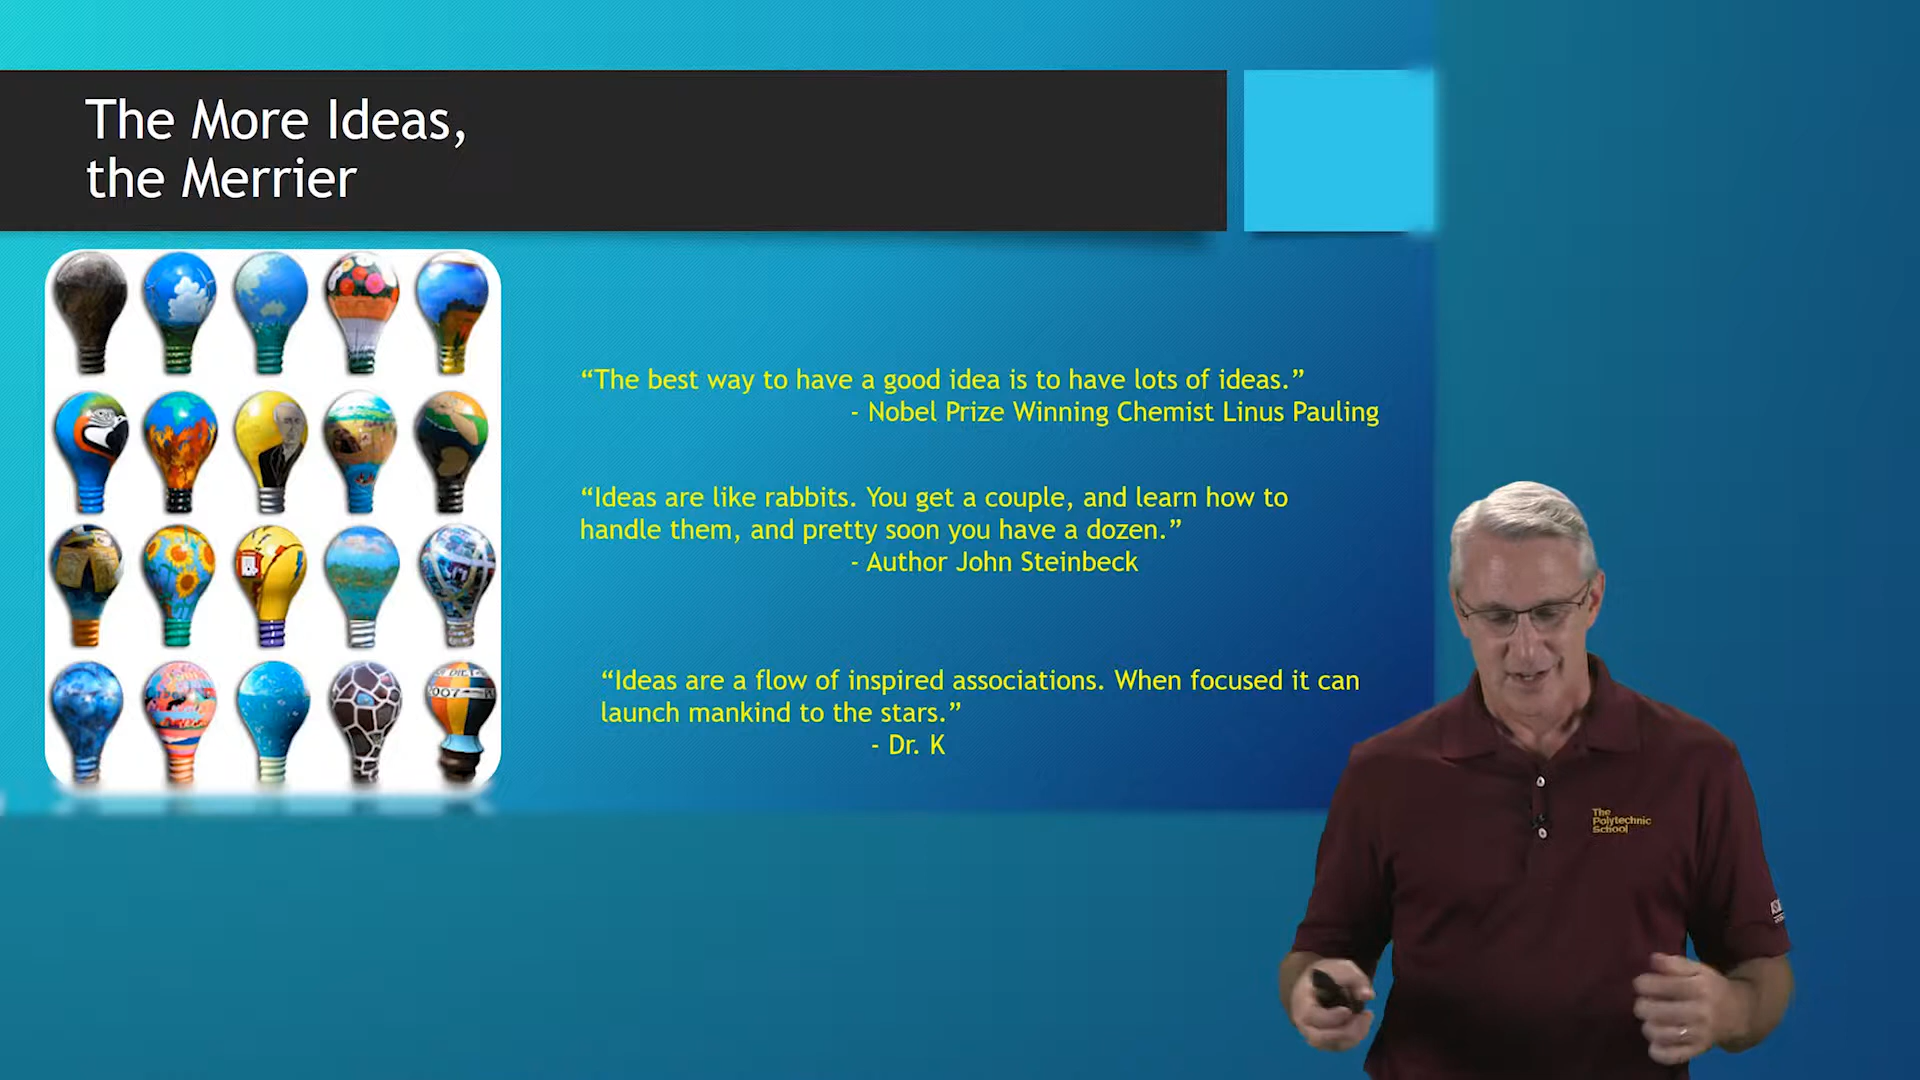 The More Ideas,
the Merrier
“The best way to have a good idea is to have lots of ideas.”
- Nobel Prize Winning Chemist Linus Pauling
“Ideas are like rabbits. You get a couple, and learn how to
handle them, and pretty soon you have a dozen.”
- Author John Steinbeck
“Ideas are a flow of inspired associations. When focused it can
launch mankind to the stars.”
- Dr. K
The
Polytechnic
School
2007